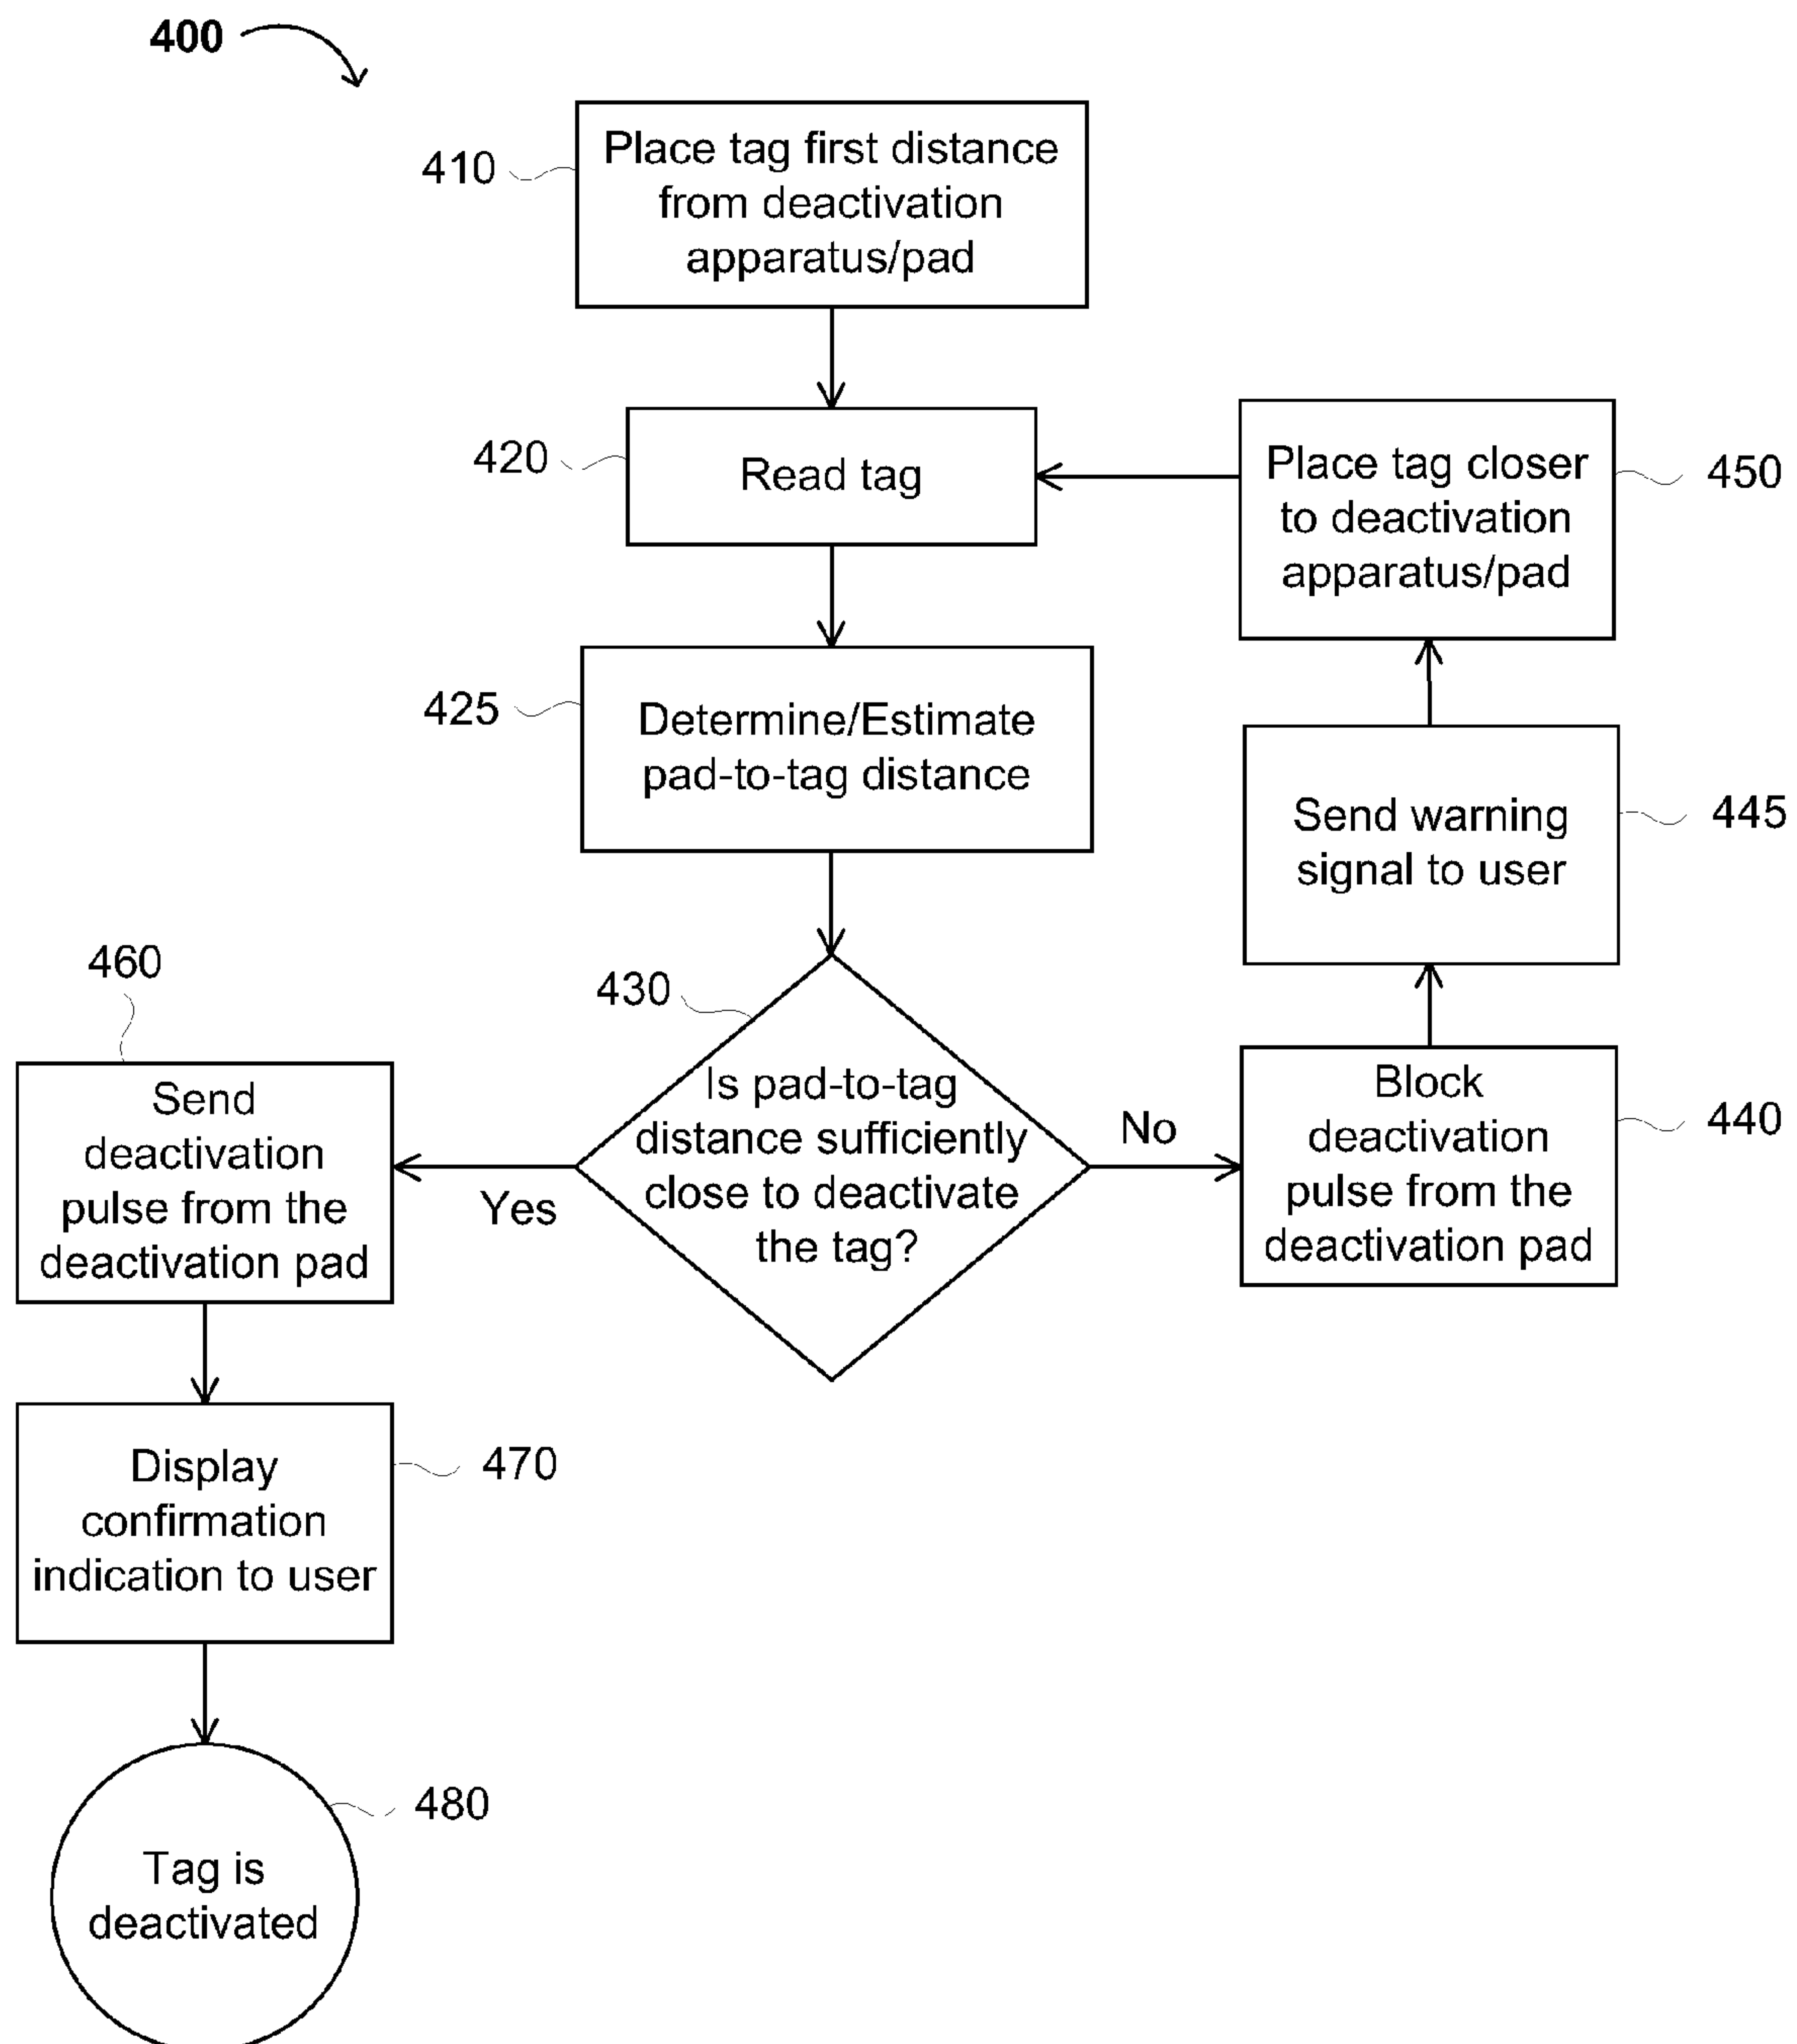 400
410
Place tag first distance
from deactivation
apparatus/pad
420
Read tag
Place tag closer
to deactivation
apparatus/pad
450
425
Determine/Estimate
pad-to-tag distance
Send warning
signal to user
445
460
Send
deactivation
pulse from the
deactivation pad
Yes
430
Is pad-to-tag
distance sufficiently
close to deactivate
the tag?
No
Block
deactivation
pulse from the
deactivation pad
440
Display
confirmation
indication to user
470
Tag is
deactivated
480